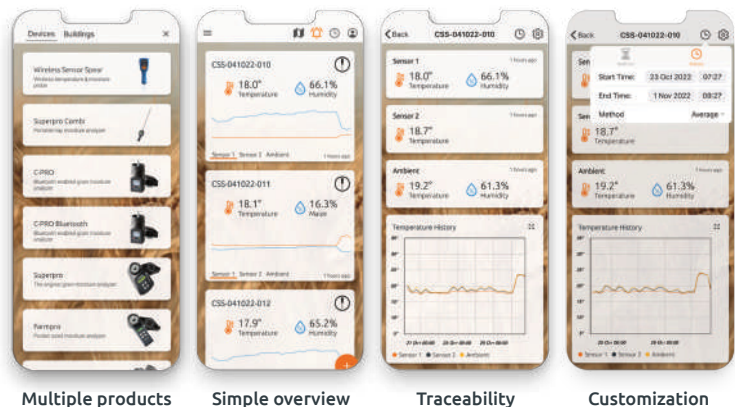 Devices Buildings ×
Wireless Sensor Spear
Wireless temperature & moisture
probe
Superpro Combi
Portable hay moisture analyzer
C-PRO
Bluetooth enabled grain moisture
analyzer
C-PRO Bluetooth
Bluetooth enabled grain moisture
analyzer
Superpro
The original grain moisture analyzer
Farmpro
Pocket sized moisture analyzer
Multiple products
CSS-041022-010
18.0° 66.1%
Temperature Humidity
Sensor 1 Sensor 2 Ambient 1 hours ago
CSS-041022-011
18.1° 16.3%
Temperature Maize
Sensor 1 Sensor 2 Ambient 1 hours ago
CSS-041022-012
17.9° 65.2%
Temperature Humidity
+
Simple overview
Back CSS-041022-010
Sensor 1 1 hours ago
18.0° 66.1%
Temperature Humidity
Sensor 2 1 hours ago
18.7°
Temperature
Ambient 1 hours ago
19.2° 61.3%
Temperature Humidity
Temperature History
Sensor 1 Sensor 2 Ambient
Traceability
Back CSS-041022-010
Start Time: 23 Oct 2022 07:27
End Time: 1 Nov 2022 09:27
Method Average
18.7°
Temperature
Ambient 1 hours ago
19.2° 61.3%
Temperature Humidity
Temperature History
Sensor 1 Sensor 2 Ambient
Customization